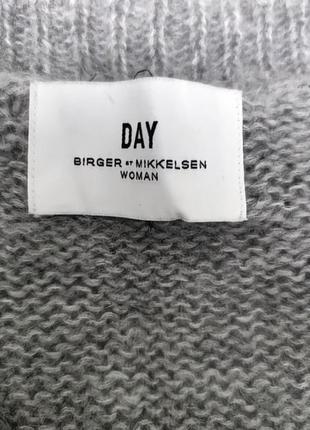 DAY
BIRGER ET MIKKELSEN
WOMAN